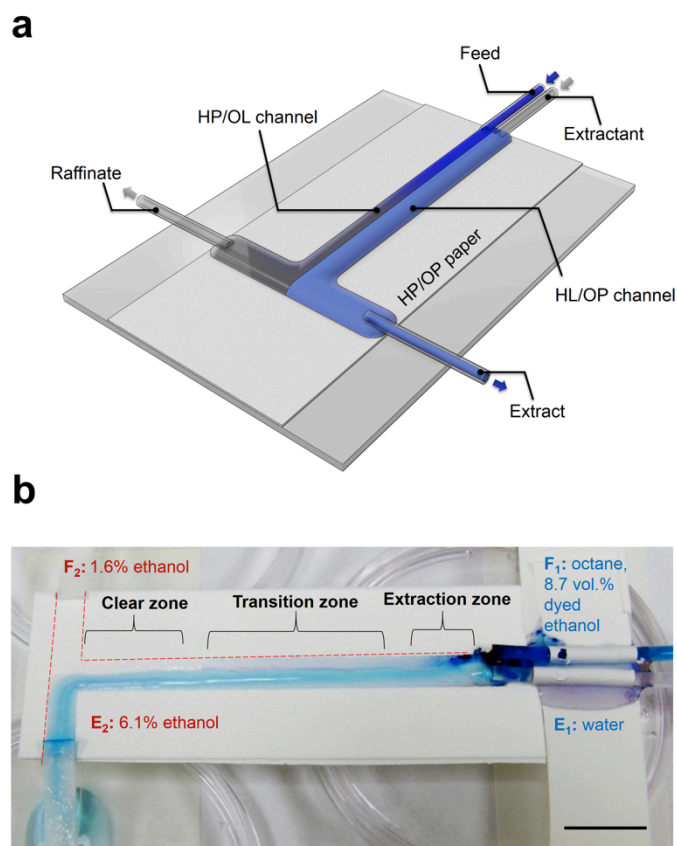 a
Feed
HP/OL channel
Extractant
Raffinate
HP/OP paper
HL/OP channel
Extract
b
F₂: 1.6% ethanol
F₁: octane,
8.7 vol.%
dyed
ethanol
Clear zone
Transition zone
Extraction zone
E₂: 6.1% ethanol
E₁: water